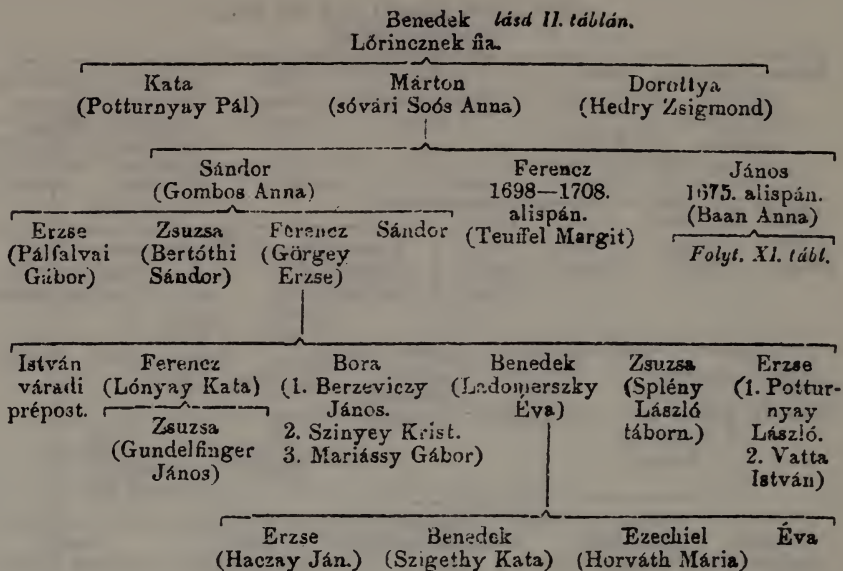 Benedek lásd II. táblán.
Lőrincznek fia.
Kata Márton Dorottya
(Potturnyay Pál) (sóvári Soós Anna) (Hedry Zsigmond)
Sándor Ferencz János
(Gombos Anna) 1698—1708. 1675. alispán.
alispán. (Baan Anna)
Erzse Zsuzsa Ferencz Sándor (Teuffel Margit)
(Pálfalvai (Bertóthi (Görgey Folyt. XI. tábl.
Gábor) Sándor) Erzse)
István Ferencz Bora Benedek Zsuzsa Erzse
váradi (Lónyay Kata) (1. Berzeviczy (Ladomerszky (Splény (1. Pottur-
prépost. János. Éva) László nyay
Zsuzsa 2. Szinyey Krist. táborn.) László.
(Gundelfinger 3. Mariássy Gábor) 2. Vatta
János) István)
Erzse Benedek Ezechiel Éva
(Haczay Ján.) (Szigethy Kata) (Horváth Mária)